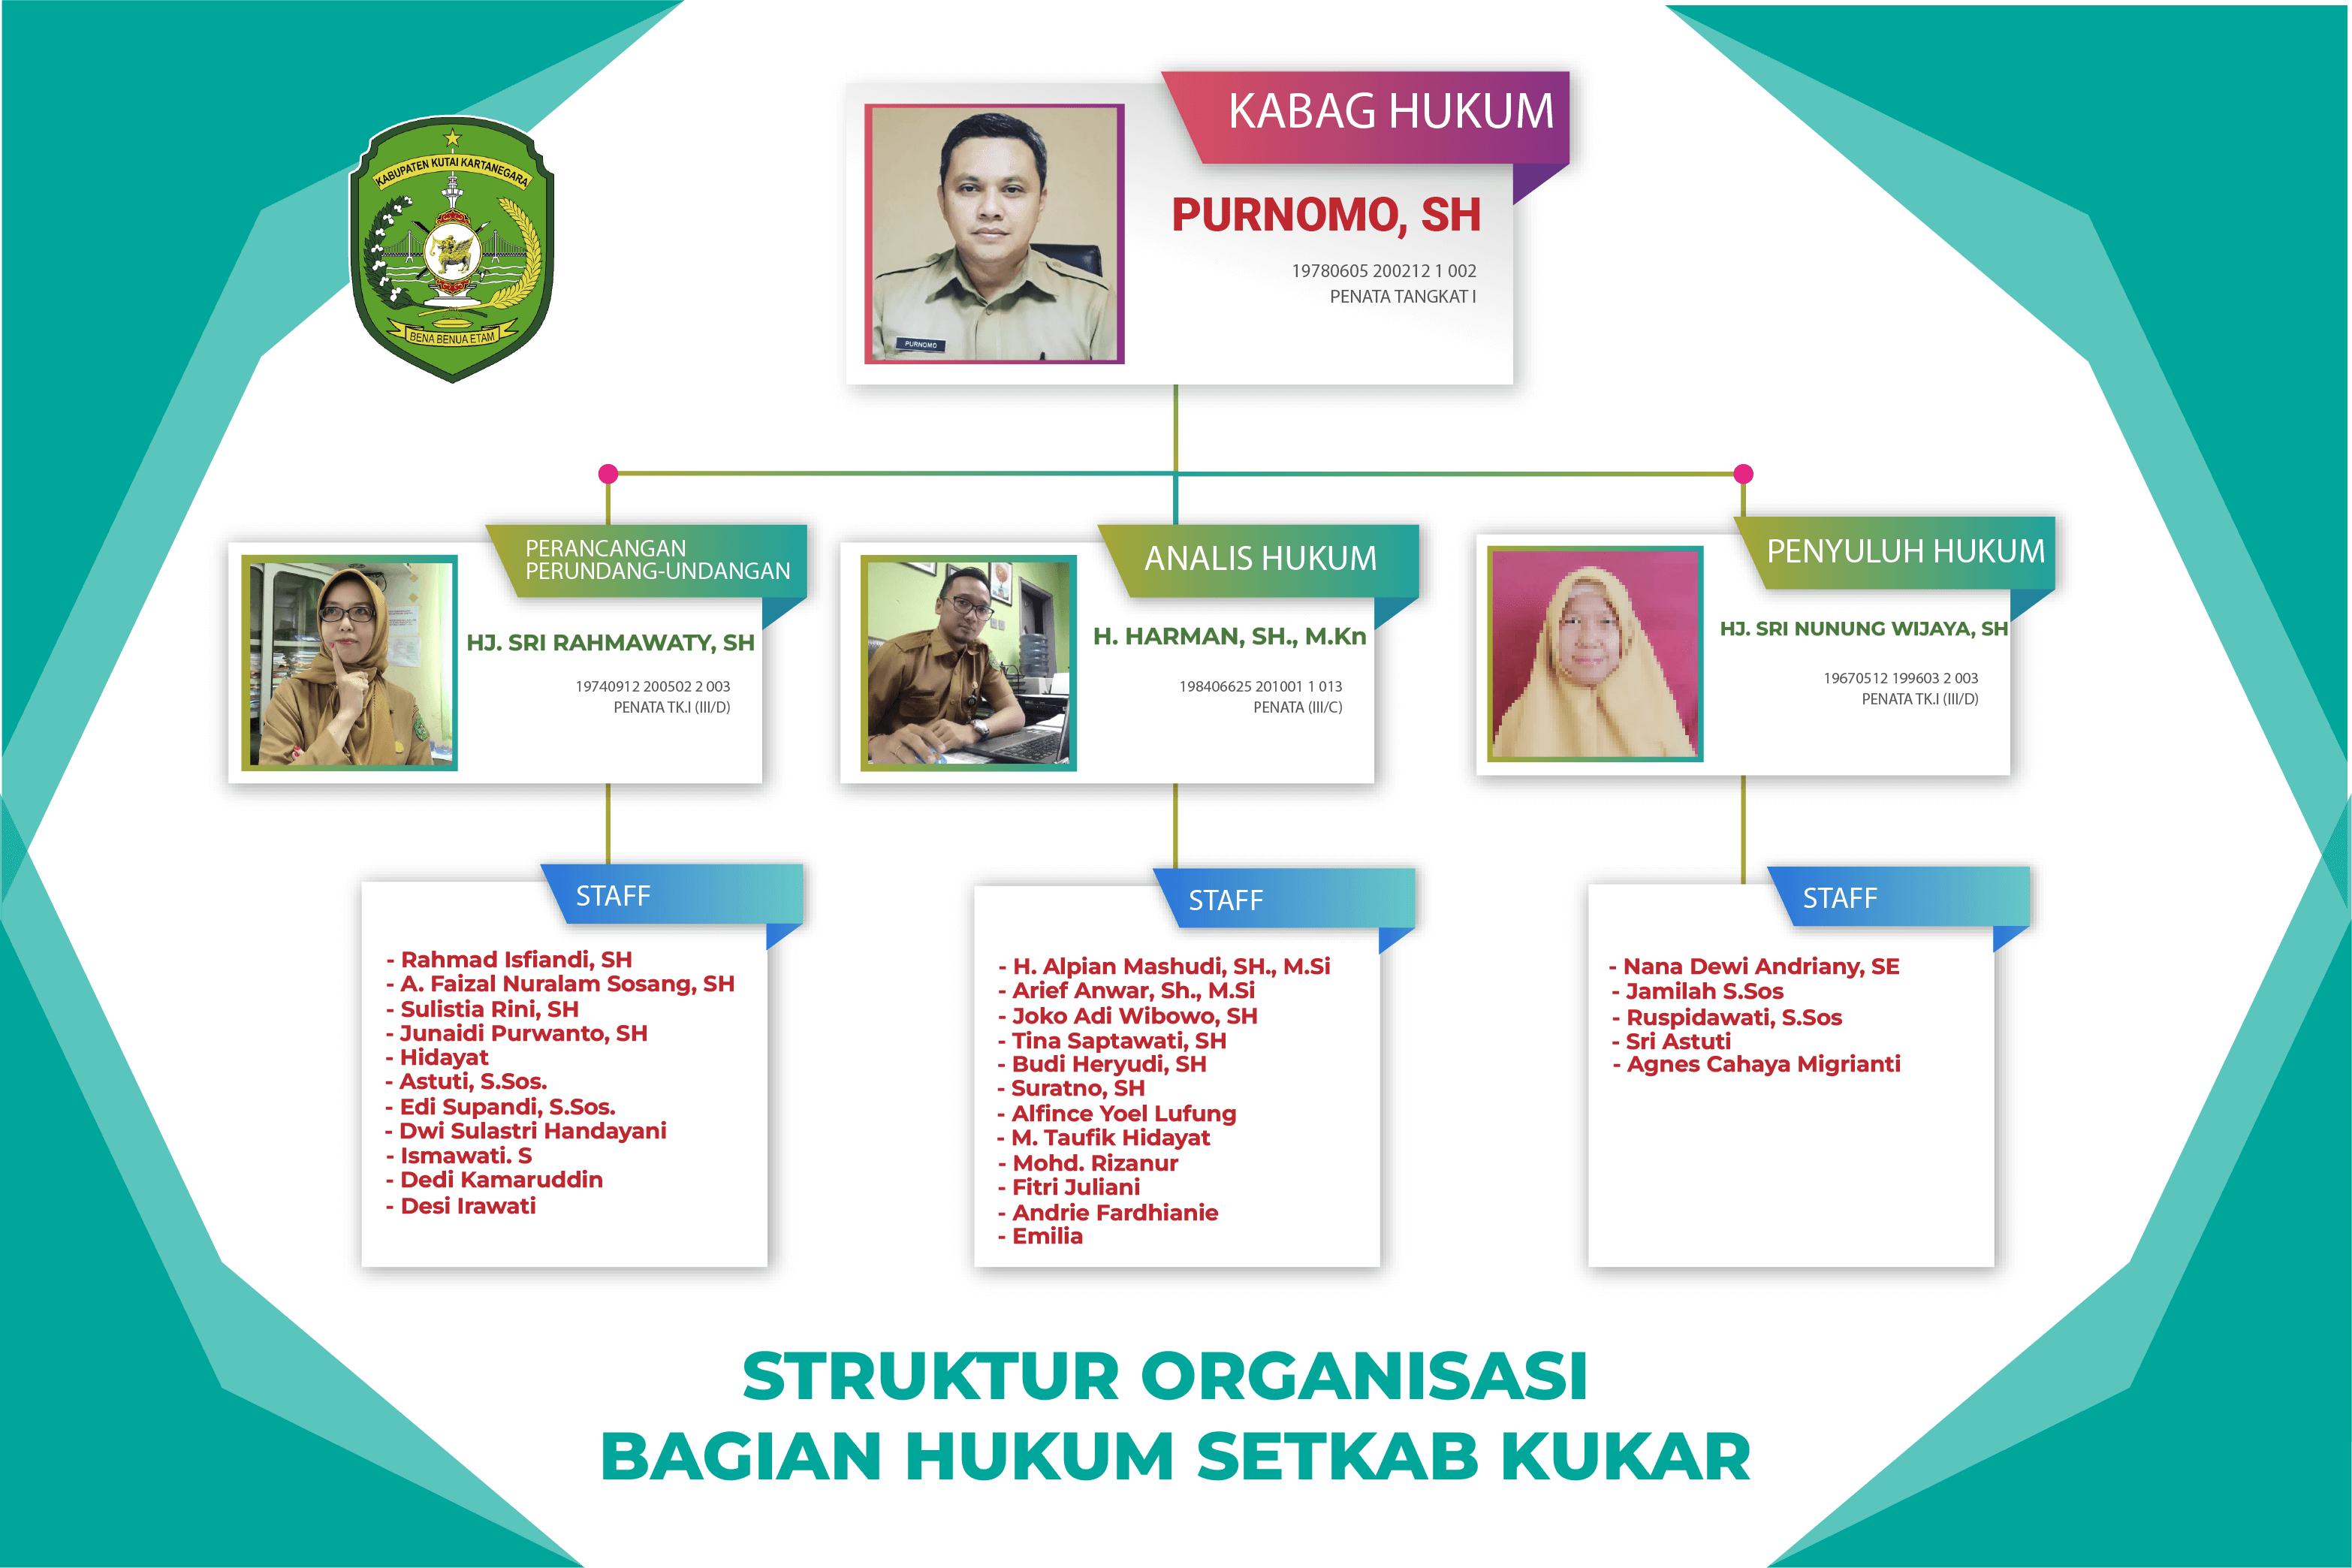 KABUPATEN KUTAI KARTANEGARA
BENA BENUA ETAM
KABAG HUKUM
PURNOMO, SH
19780605 200212 1 002
PENATA TANGKAT I
PURNOMO
PERANCANGAN
PERUNDANG-UNDANGAN
HJ. SRI RAHMAWATY, SH
19740912 200502 2 003
PENATA TK.I (III/D)
ANALIS HUKUM
H. HARMAN, SH., M.Kn
198406625 201001 1 013
PENATA (III/C)
PENYULUH HUKUM
HJ. SRI NUNUNG WIJAYA, SH
19670512 199603 2 003
PENATA TK.I (III/D)
STAFF
- Rahmad Isfiandi, SH
- A. Faizal Nuralam Sosang, SH
- Sulistia Rini, SH
- Junaidi Purwanto, SH
- Hidayat
- Astuti, S.Sos.
- Edi Supandi, S.Sos.
- Dwi Sulastri Handayani
- Ismawati. S
- Dedi Kamaruddin
- Desi Irawati
STAFF
- H. Alpian Mashudi, SH., M.Si
- Arief Anwar, Sh., M.Si
- Joko Adi Wibowo, SH
- Tina Saptawati, SH
- Budi Heryudi, SH
- Suratno, SH
- Alfince Yoel Lufung
- M. Taufik Hidayat
- Mohd. Rizanur
- Fitri Juliani
- Andrie Fardhianie
- Emilia
STAFF
- Nana Dewi Andriany, SE
- Jamilah S.Sos
- Ruspidawati, S.Sos
- Sri Astuti
- Agnes Cahaya Migrianti
STRUKTUR ORGANISASI
BAGIAN HUKUM SETKAB KUKAR